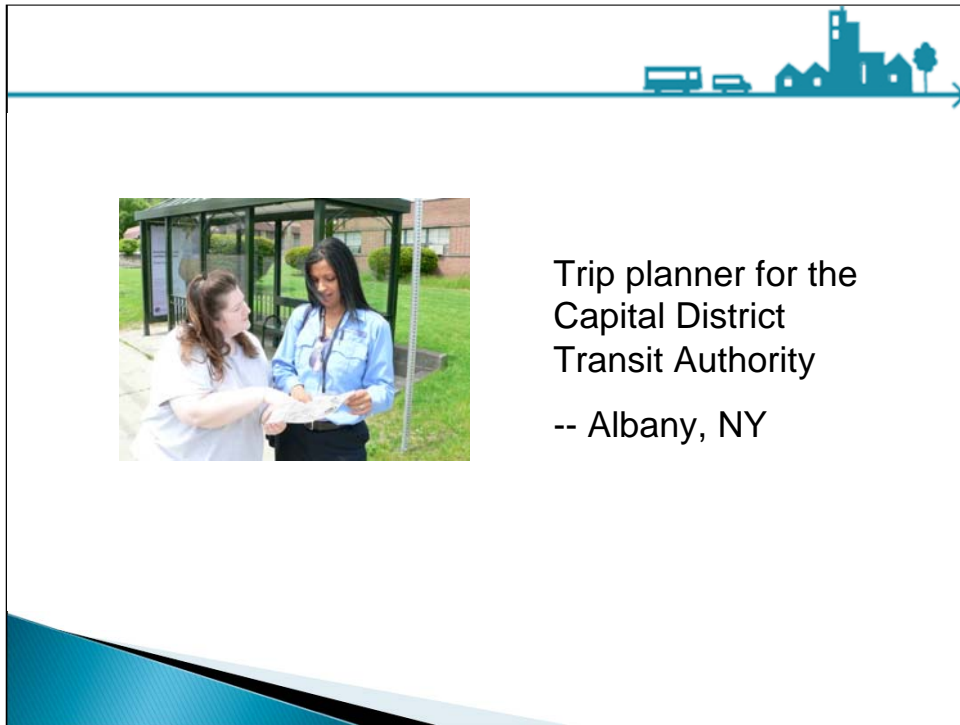 Trip planner for the
Capital District
Transit Authority
-- Albany, NY